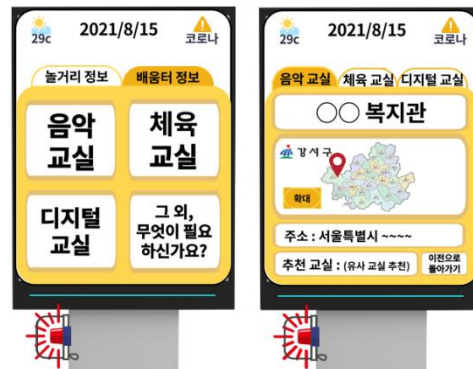 2021/8/15
29c
코로나
놀거리 정보
배움터 정보
음악
교실
체육
교실
디지털
교실
그 외,
무엇이 필요
하신가요?
2021/8/15
29c
코로나
음악 교실
체육 교실
디지털 교실
○○ 복지관
강서구
확대
주소 : 서울특별시 ~~~~
추천 교실 : (유사 교실 추천)
이전으로
돌아가기